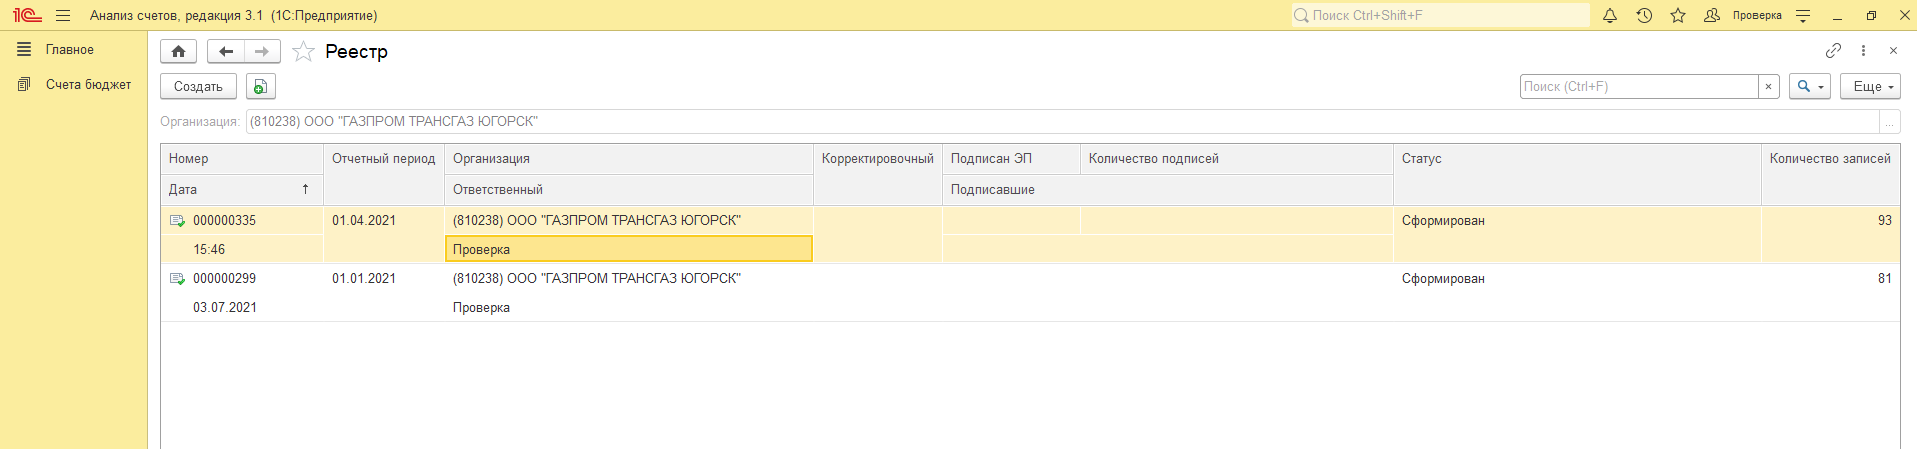 1С Анализ счетов, редакция 3.1 (1С:Предприятие) Поиск Ctrl+Shift+F Проверка
Главное
Счета бюджет
Реестр
Создать Поиск (Ctrl+F) × Еще
Организация: (810238) ООО "ГАЗПРОМ ТРАНСГАЗ ЮГОРСК" ...
Номер Отчетный период Организация Корректировочный Подписан ЭП Количество подписей Статус Количество записей
Дата ↑ Ответственный Подписавшие
000000335 01.04.2021 (810238) ООО "ГАЗПРОМ ТРАНСГАЗ ЮГОРСК" Сформирован 93
15:46 Проверка
000000299 01.01.2021 (810238) ООО "ГАЗПРОМ ТРАНСГАЗ ЮГОРСК" Сформирован 81
03.07.2021 Проверка